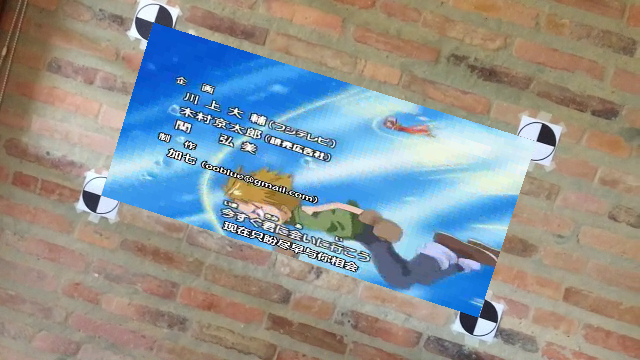 企画
川上大輔(フジテレビ)
木村京太郎(読売広告社)
関 弘美
制作
加七(ooblue@gmail.com)
今すぐ君に会いに行こう
现在只盼尽早与你相会